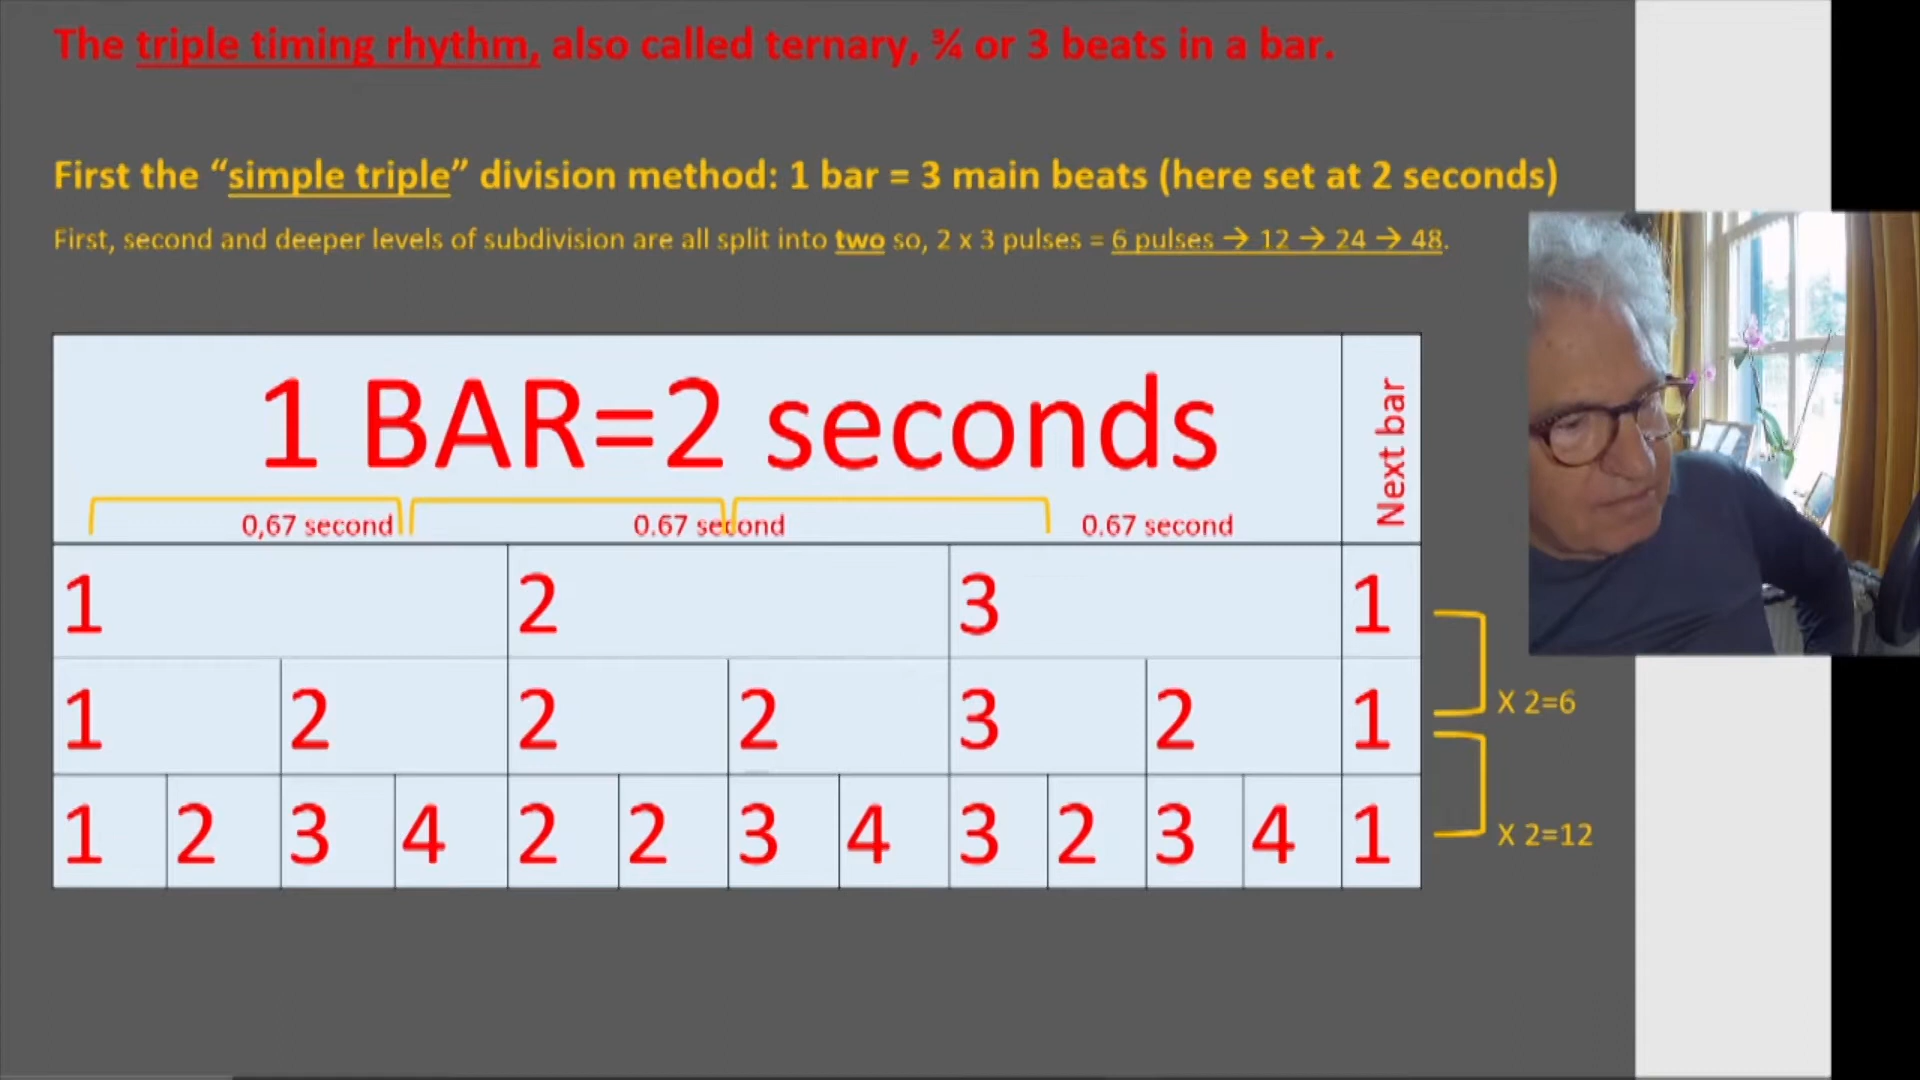 The triple timing rhythm, also called ternary, ¾ or 3 beats in a bar.
First the “simple triple” division method: 1 bar = 3 main beats (here set at 2 seconds)
First, second and deeper levels of subdivision are all split into two so, 2 x 3 pulses = 6 pulses → 12 → 24 → 48.
1 BAR=2 seconds
Next bar
0,67 second 0.67 second 0.67 second
1 2 3 1
1 2 2 2 3 2 1
X 2=6
1 2 3 4 2 2 3 4 3 2 3 4 1
X 2=12